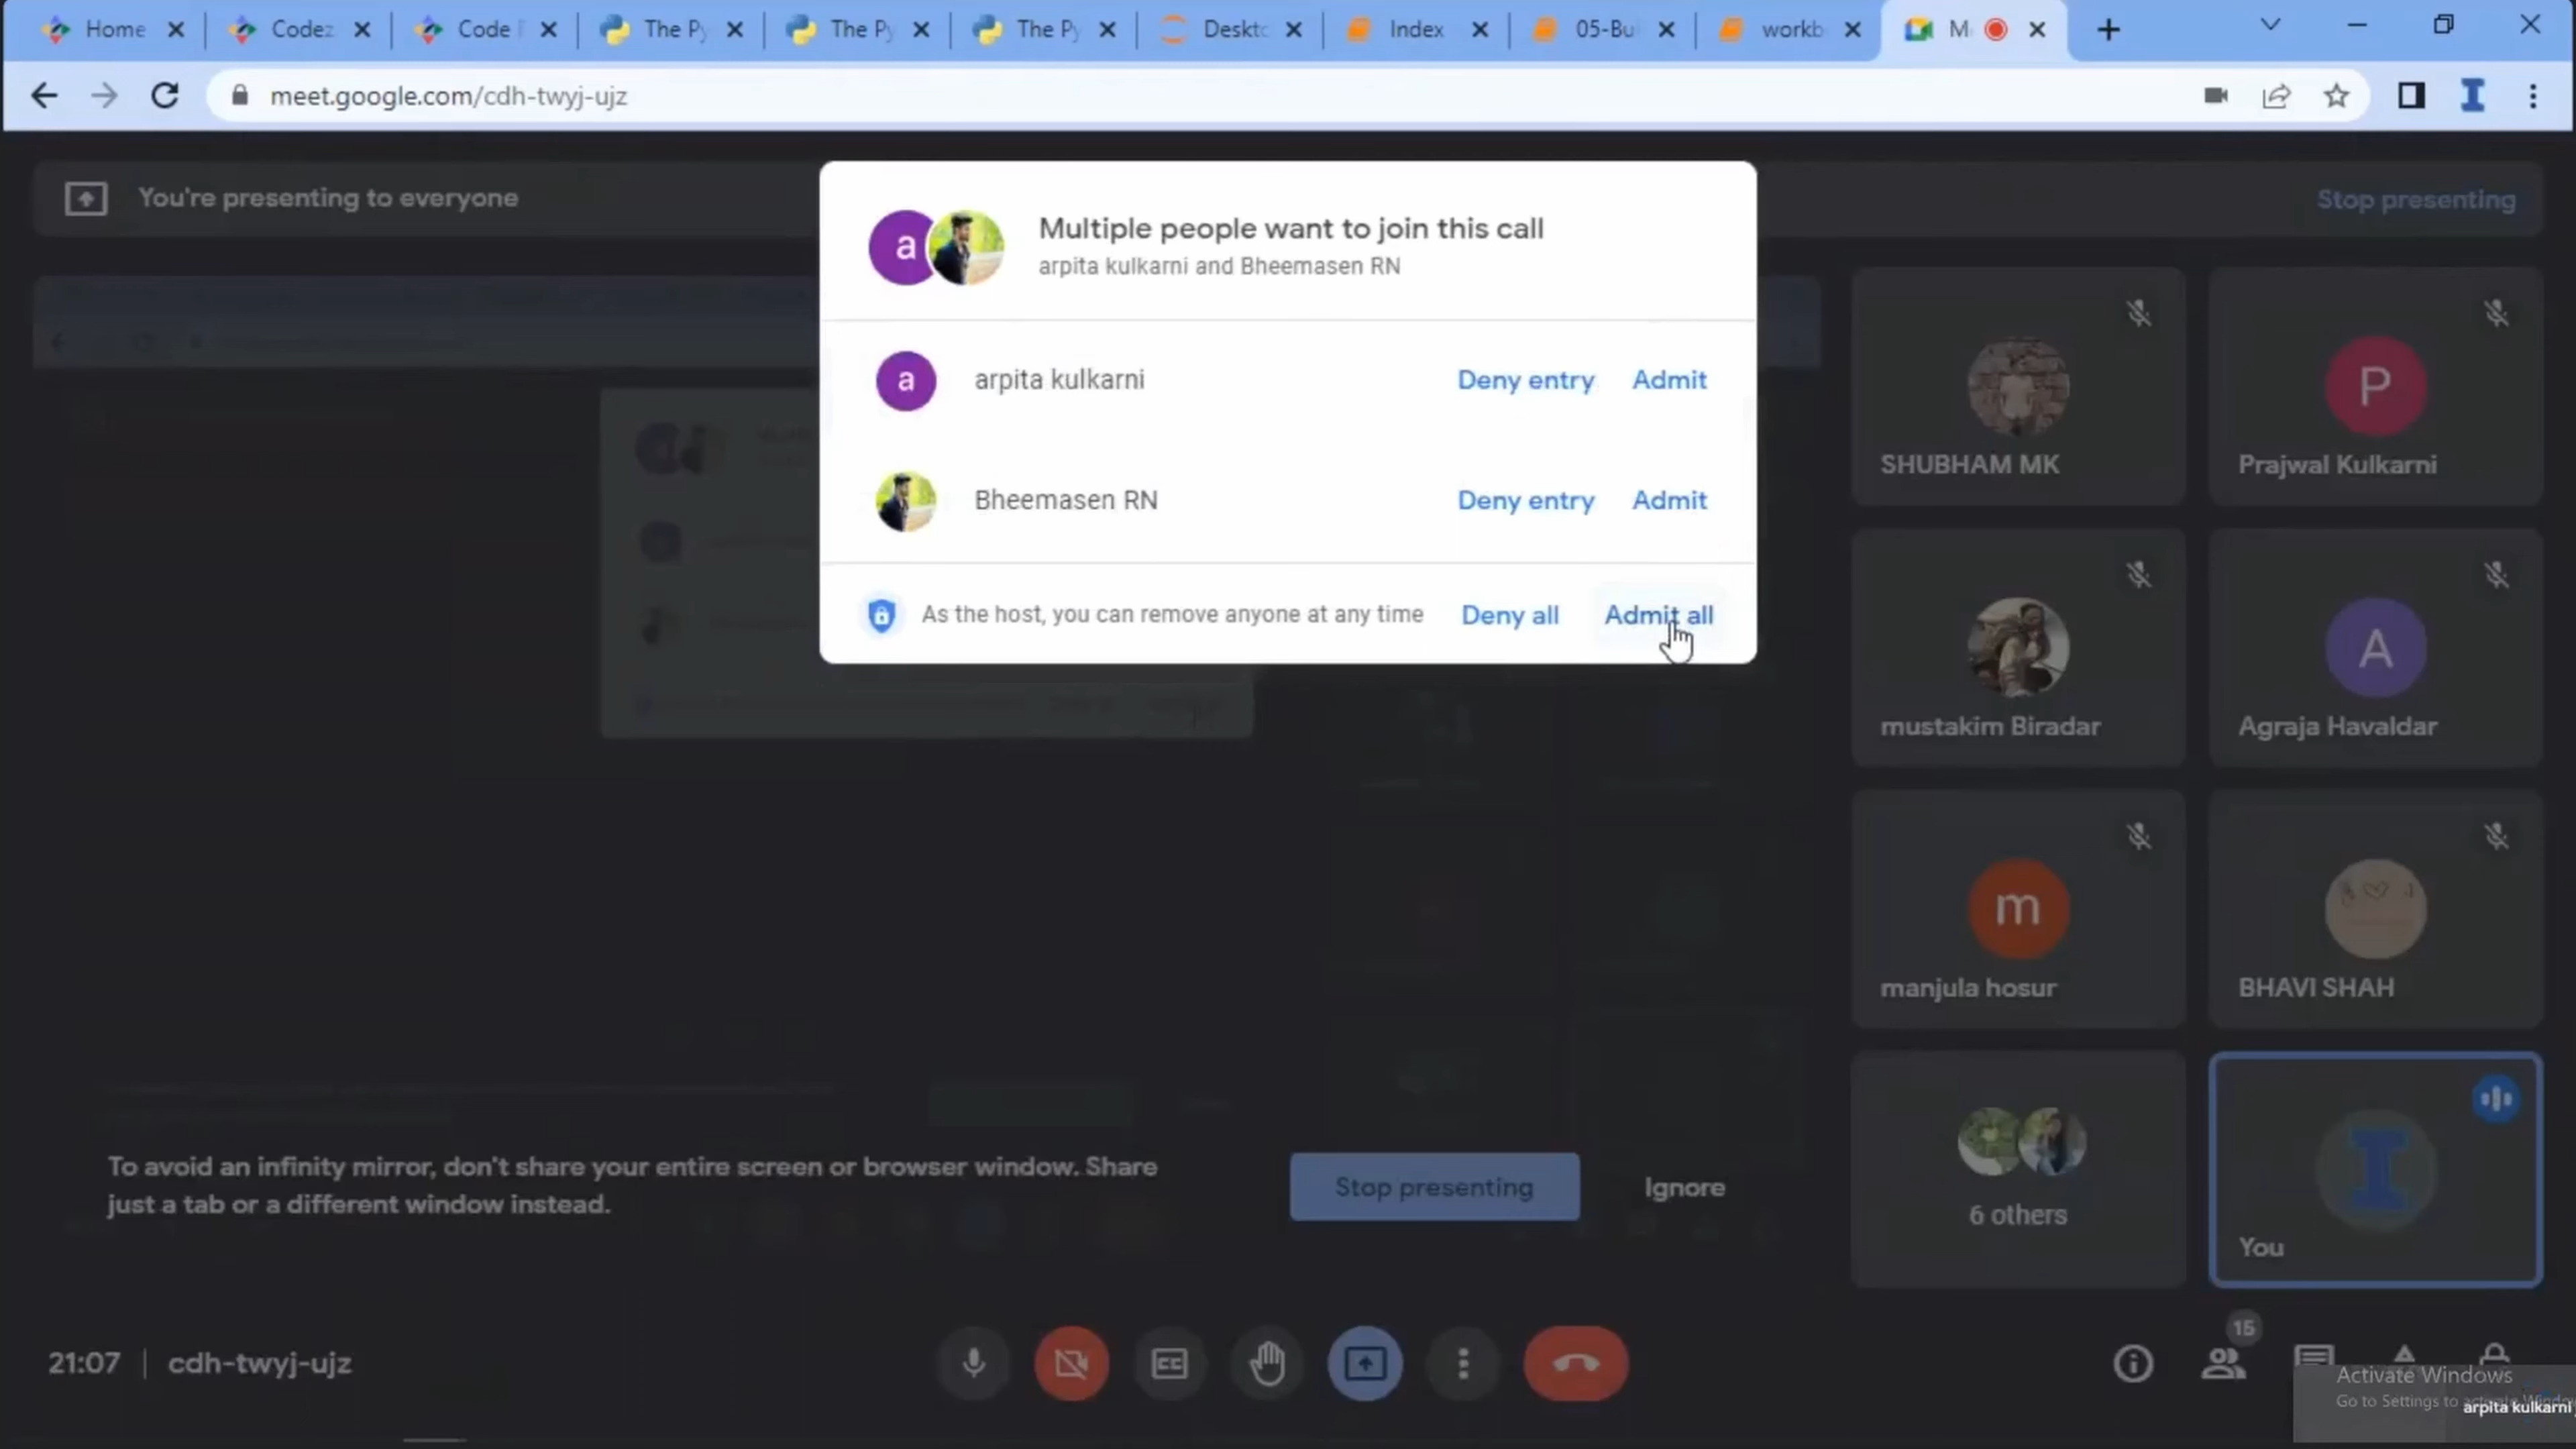 Home
Codez
Code
The Py
The Py
The Py
Deskto
Index
05-Bu
workb
M
meet.google.com/cdh-twyj-ujz
You're presenting to everyone
Stop presenting
a
Multiple people want to join this call
arpita kulkarni and Bheemasen RN
a
arpita kulkarni
Deny entry
Admit
Bheemasen RN
Deny entry
Admit
As the host, you can remove anyone at any time
Deny all
Admit all
SHUBHAM MK
P
Prajwal Kulkarni
mustakim Biradar
A
Agraja Havaldar
m
manjula hosur
BHAVI SHAH
6 others
I
You
To avoid an infinity mirror, don't share your entire screen or browser window. Share
just a tab or a different window instead.
Stop presenting
Ignore
21:07 | cdh-twyj-ujz
CC
15
Activate Windows
Go to Settings to activate Windo
arpita kulkarni